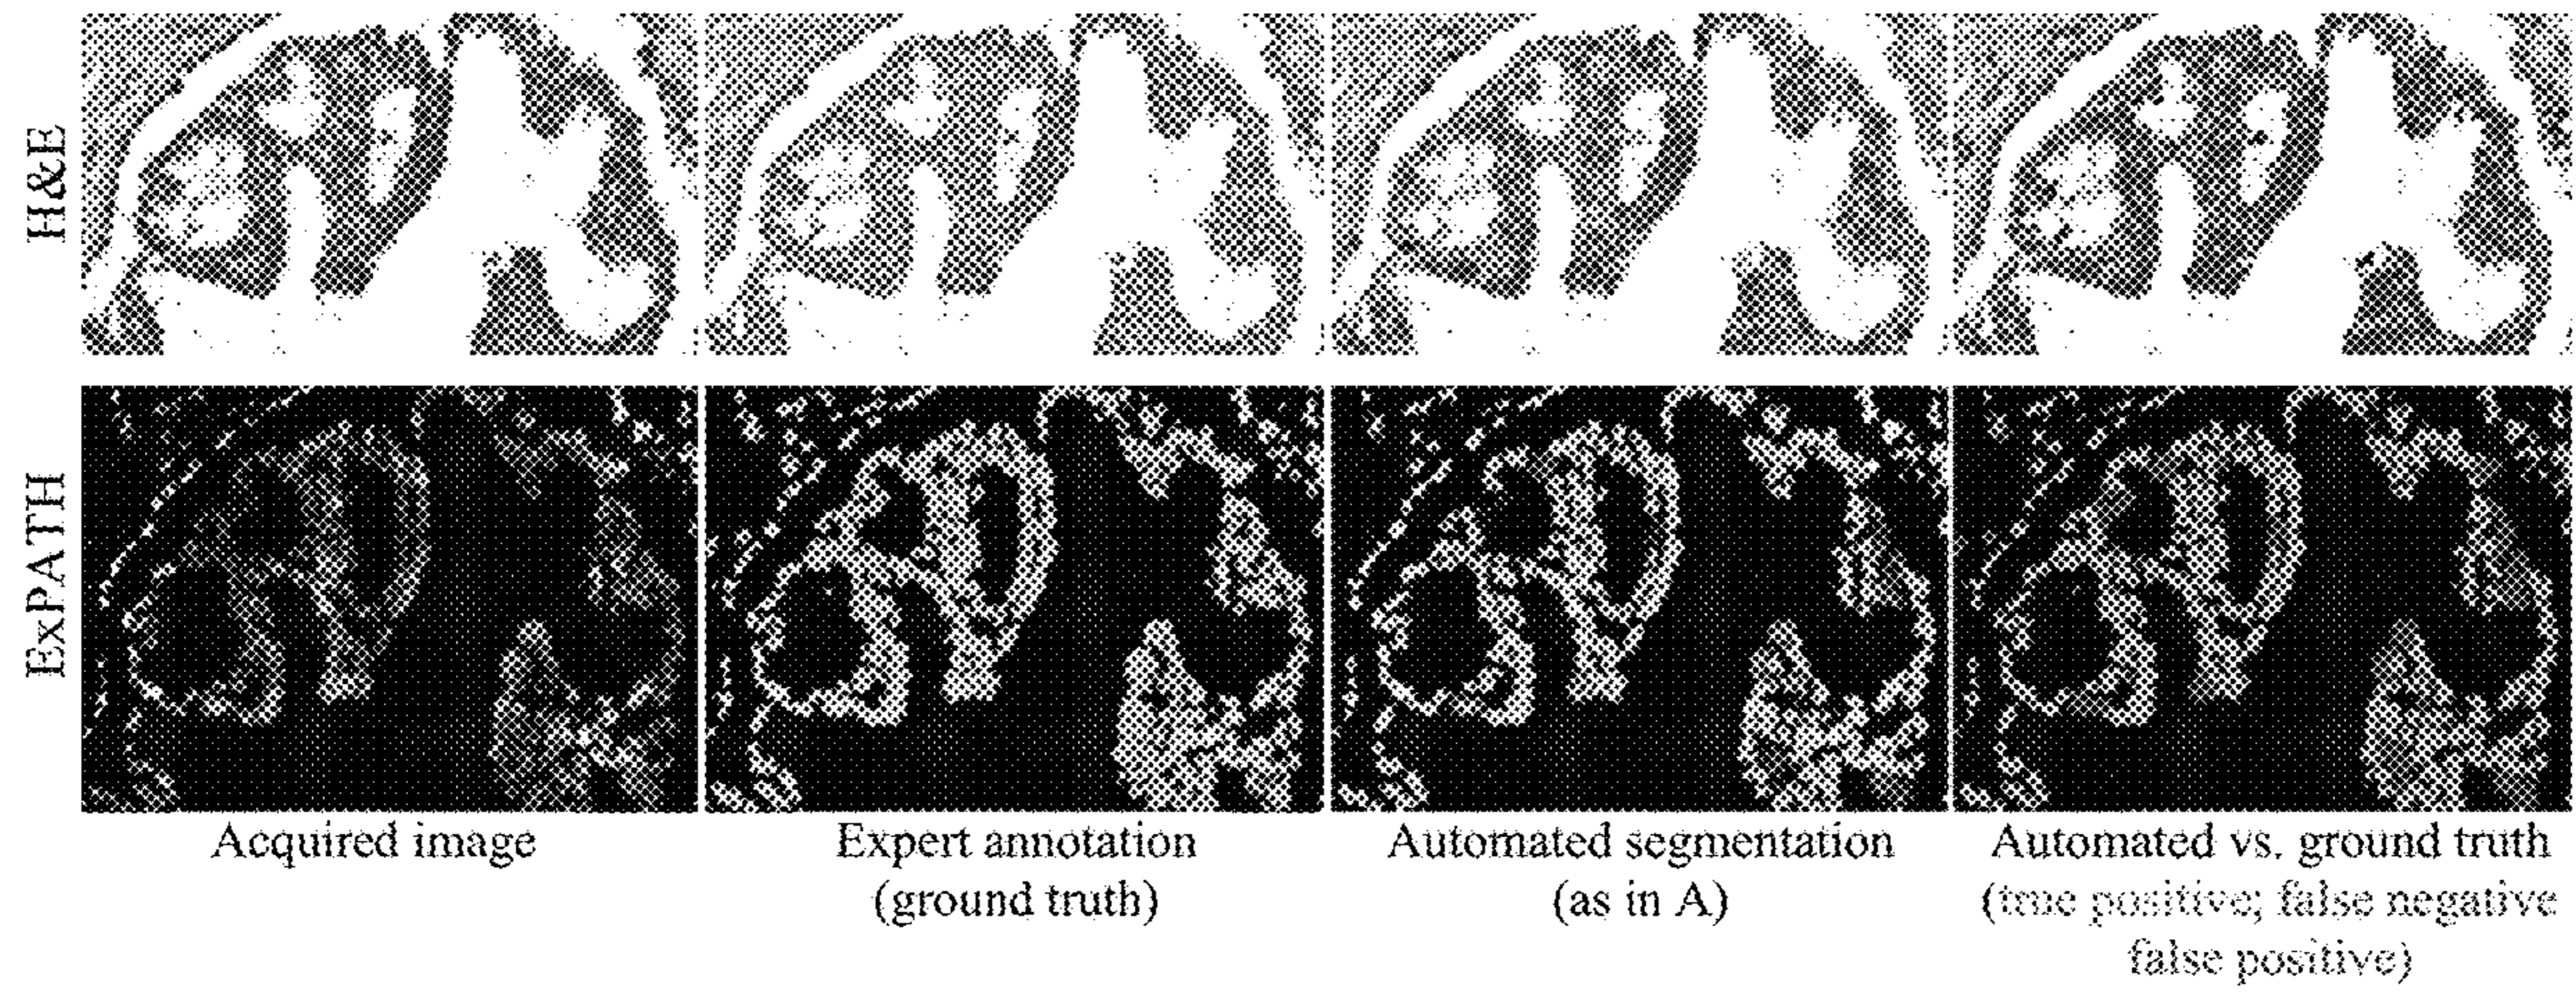 H&E
ExPATH
Acquired image
Expert annotation
(ground truth)
Automated segmentation
(as in A)
Automated vs. ground truth
(true positive; false negative
false positive)